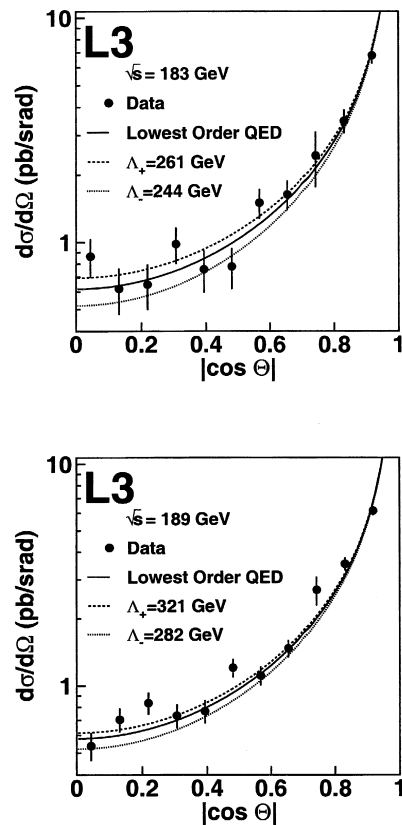 10
L3
√s = 183 GeV
Data
Lowest Order QED
Λ+=261 GeV
Λ-=244 GeV
1
dσ/dΩ (pb/srad)
0 0.2 0.4 0.6 0.8 1
|cos Θ|
10
L3
√s = 189 GeV
Data
Lowest Order QED
Λ+=321 GeV
Λ-=282 GeV
1
dσ/dΩ (pb/srad)
0 0.2 0.4 0.6 0.8 1
|cos Θ|